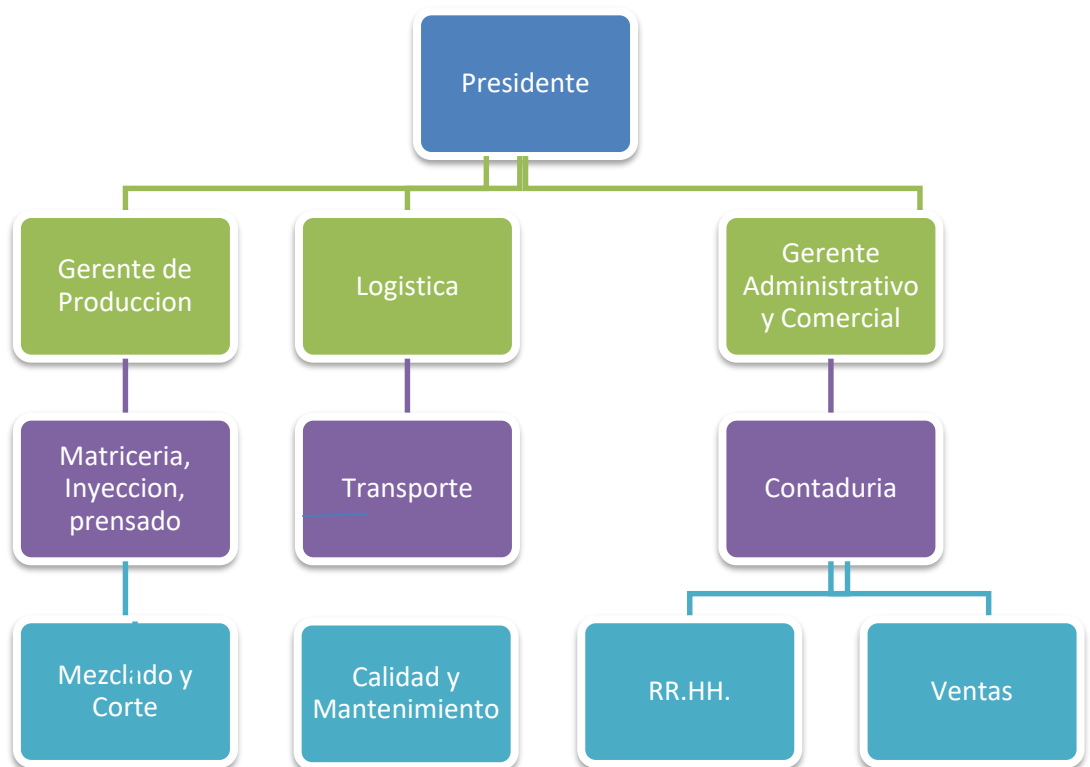 Presidente
Gerente de
Produccion
Logistica
Gerente
Administrativo
y Comercial
Matriceria,
Inyeccion,
prensado
Transporte
Contaduria
Mezclado y
Corte
Calidad y
Mantenimiento
RR.HH.
Ventas